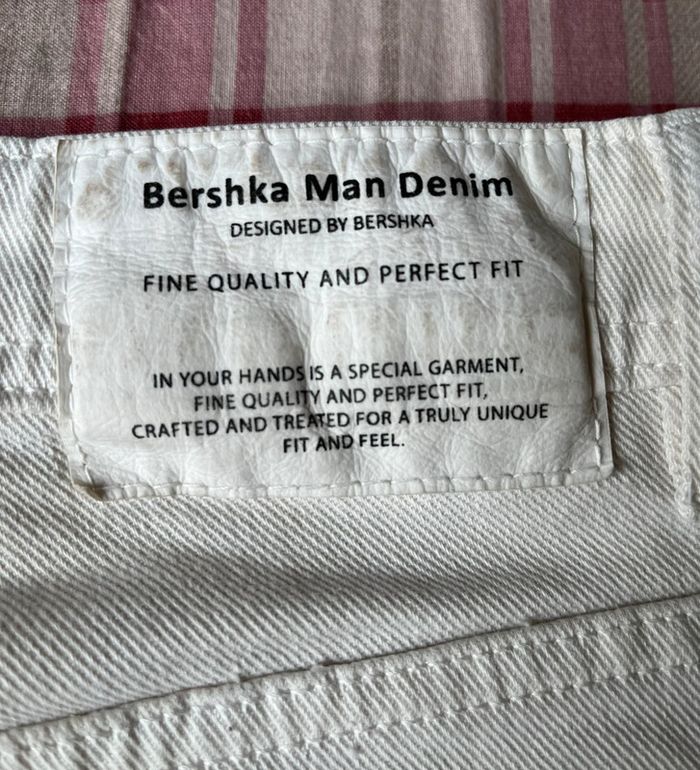 Bershka Man Denim
DESIGNED BY BERSHKA
FINE QUALITY AND PERFECT FIT
IN YOUR HANDS IS A SPECIAL GARMENT,
FINE QUALITY AND PERFECT FIT,
CRAFTED AND TREATED FOR A TRULY UNIQUE
FIT AND FEEL.